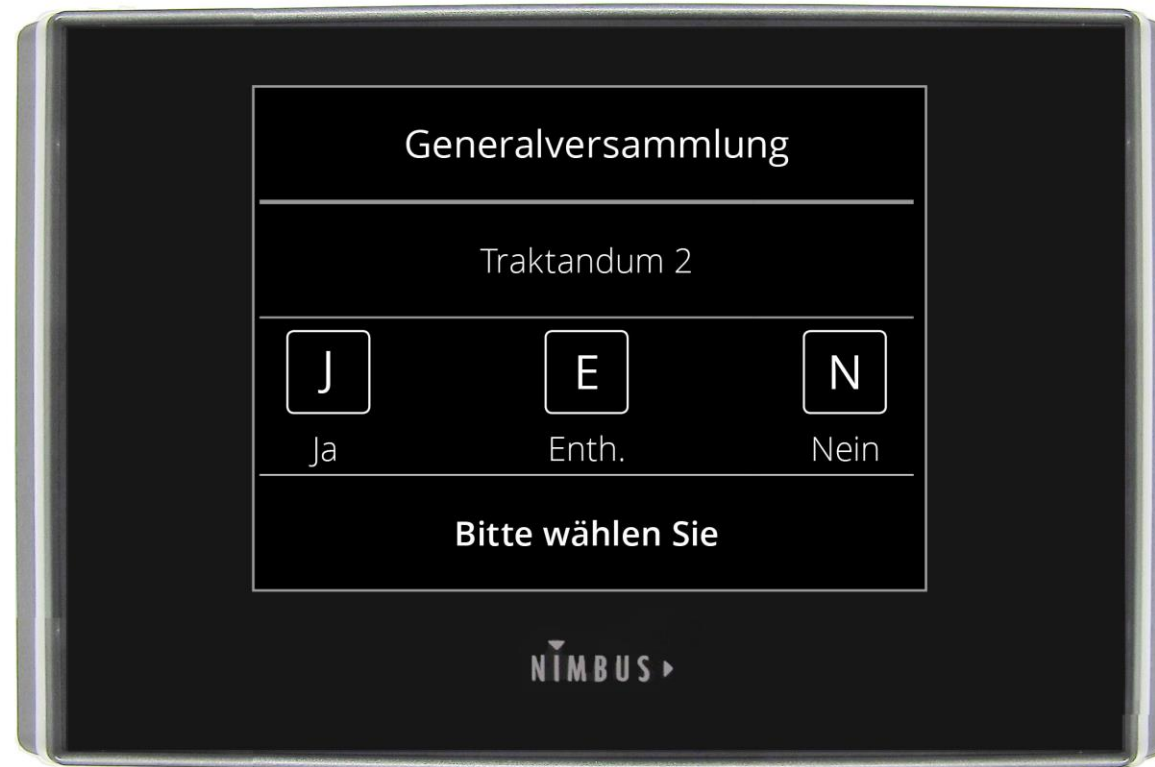 Generalversammlung
Traktandum 2
J E N
Ja Enth. Nein
Bitte wählen Sie
NIMBUS